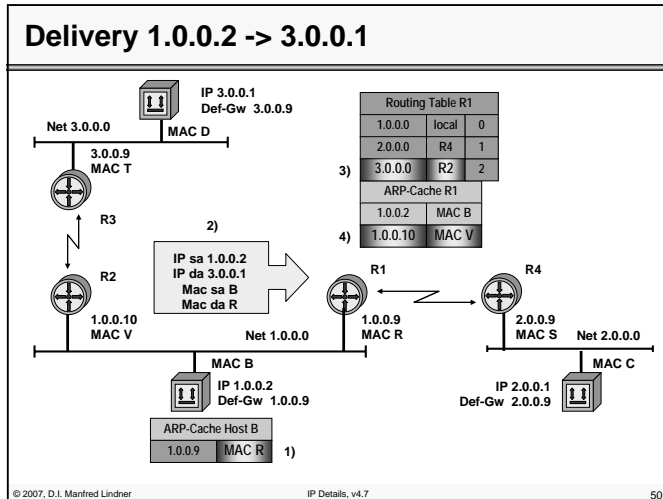 Delivery 1.0.0.2 -> 3.0.0.1
IP 3.0.0.1
Def-Gw 3.0.0.9
MAC D
Net 3.0.0.0
3.0.0.9
MAC T
R3
R2
1.0.0.10
MAC V
2)
IP sa 1.0.0.2
IP da 3.0.0.1
Mac sa B
Mac da R
Routing Table R1
1.0.0.0 local 0
2.0.0.0 R4 1
3) 3.0.0.0 R2 2
ARP-Cache R1
1.0.0.2 MAC B
4) 1.0.0.10 MAC V
R1
1.0.0.9
MAC R
R4
2.0.0.9
MAC S
Net 2.0.0.0
MAC C
IP 2.0.0.1
Def-Gw 2.0.0.9
Net 1.0.0.0
MAC B
IP 1.0.0.2
Def-Gw 1.0.0.9
ARP-Cache Host B
1.0.0.9 MAC R 1)
© 2007, D.I. Manfred Lindner
IP Details, v4.7
50